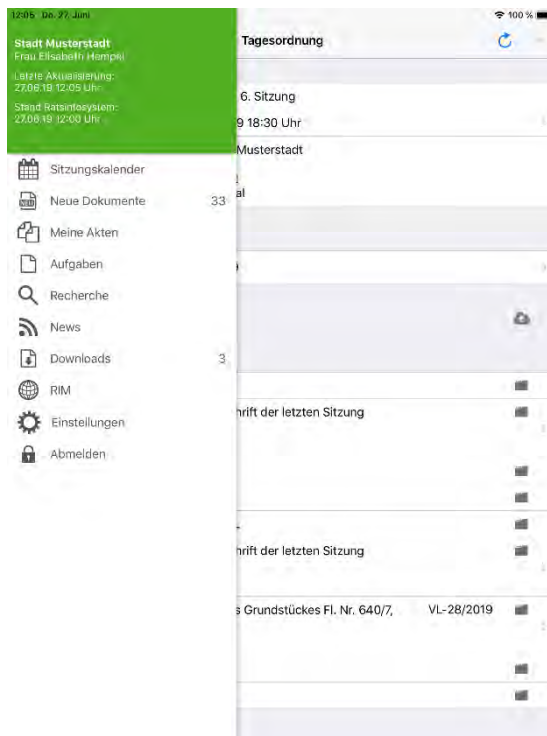 12:05 Do. 27. Juni
100 %
Stadt Musterstadt
Frau Elisabeth Hempel
Letzte Aktualisierung:
27.06.19 12:05 Uhr
Stand Ratsinfosystem:
27.06.19 12:00 Uhr
Sitzungskalender
Neue Dokumente 33
Meine Akten
Aufgaben
Recherche
News
Downloads 3
RIM
Einstellungen
Abmelden
Tagesordnung
6. Sitzung
9 18:30 Uhr
Musterstadt
al
hrift der letzten Sitzung
hrift der letzten Sitzung
s Grundstückes Fl. Nr. 640/7, VL-28/2019